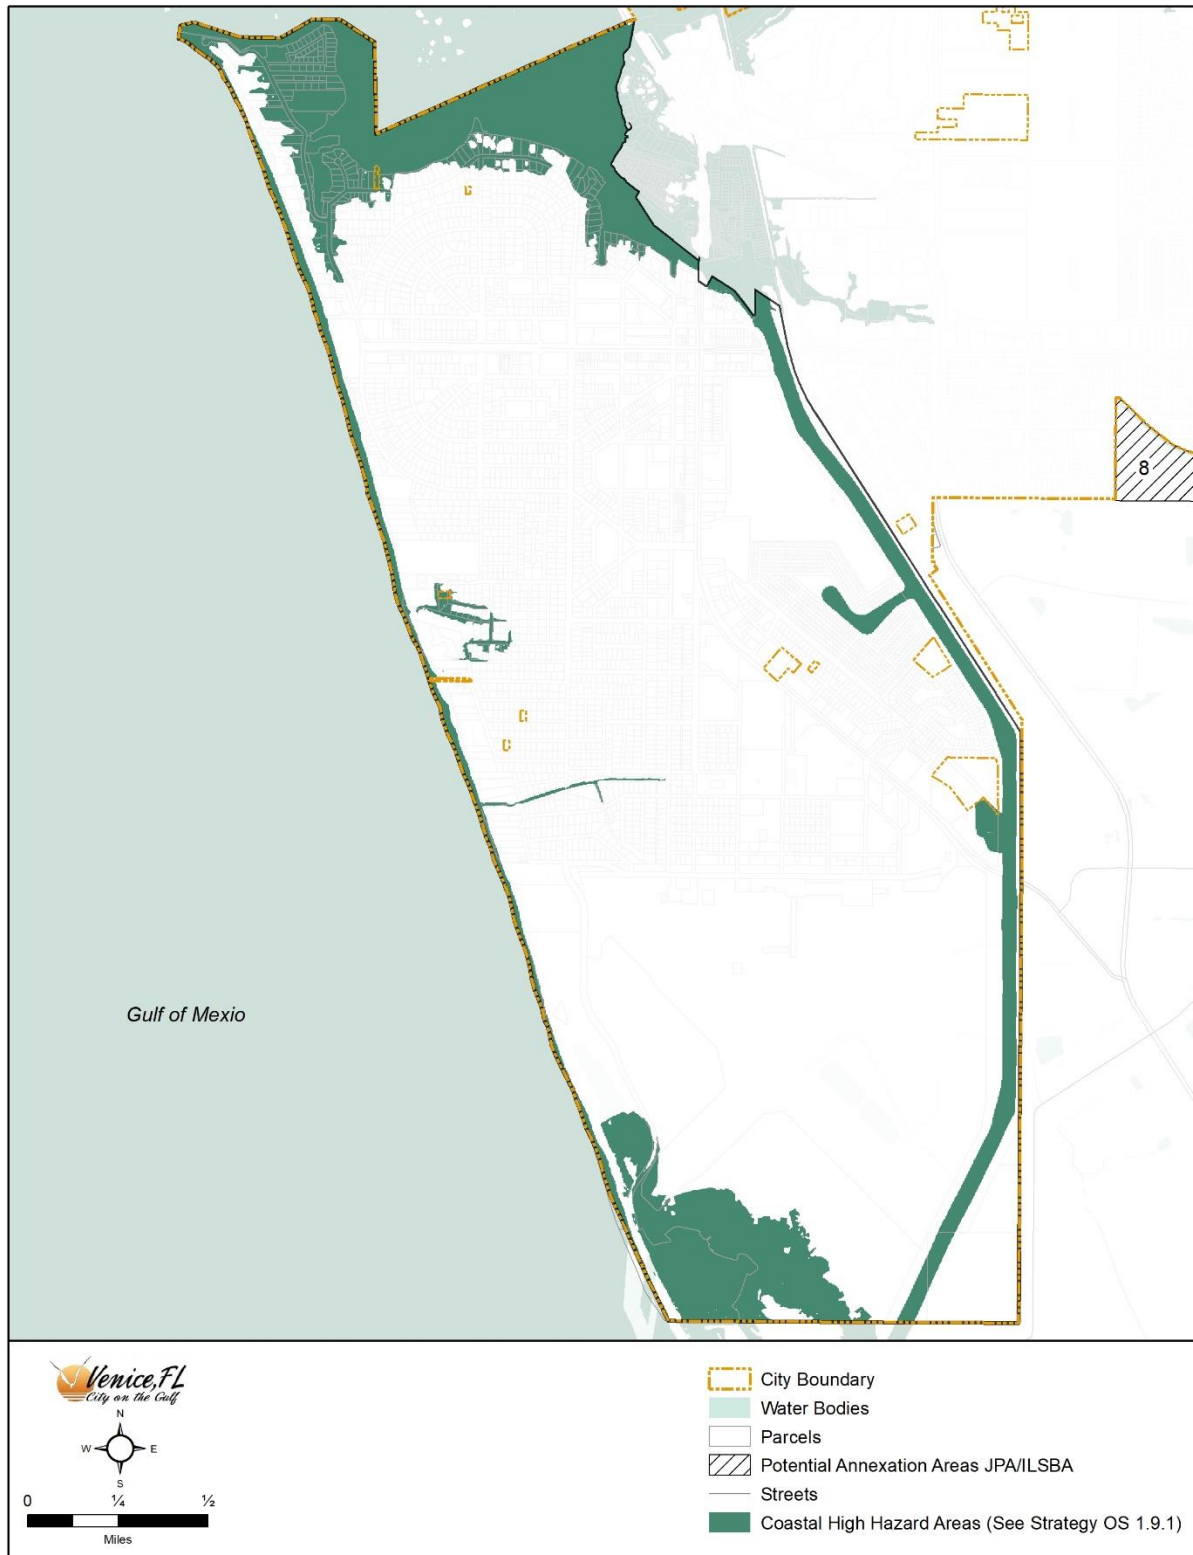 8
Gulf of Mexio
Venice, FL
City on the Gulf
N
W
E
S
0 ¼ ½
Miles
City Boundary
Water Bodies
Parcels
Potential Annexation Areas JPA/ILSBA
Streets
Coastal High Hazard Areas (See Strategy OS 1.9.1)